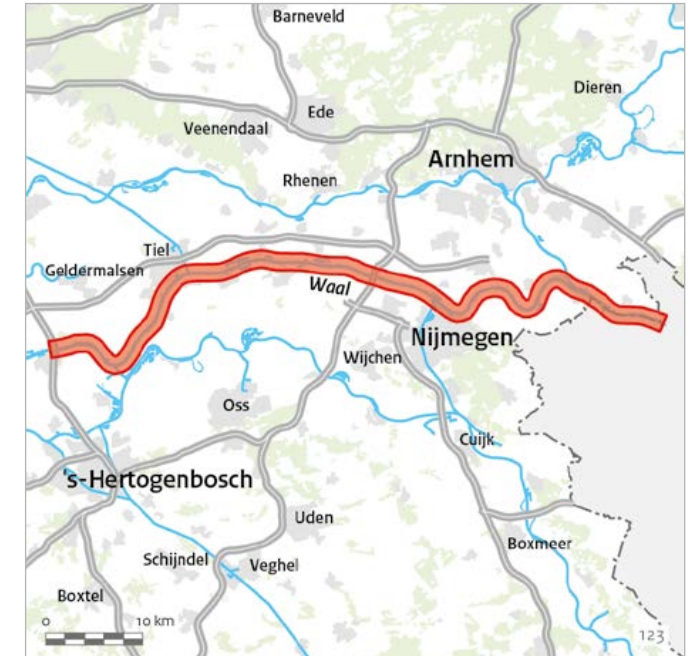 Barneveld
Dieren
Ede
Veenendaal
Arnhem
Rhenen
Tiel
Geldermalsen
Waal
Nijmegen
Wijchen
Oss
Cuijk
's-Hertogenbosch
Uden
Boxmeer
Schijndel
Veghel
Boxtel
0 10 km
123